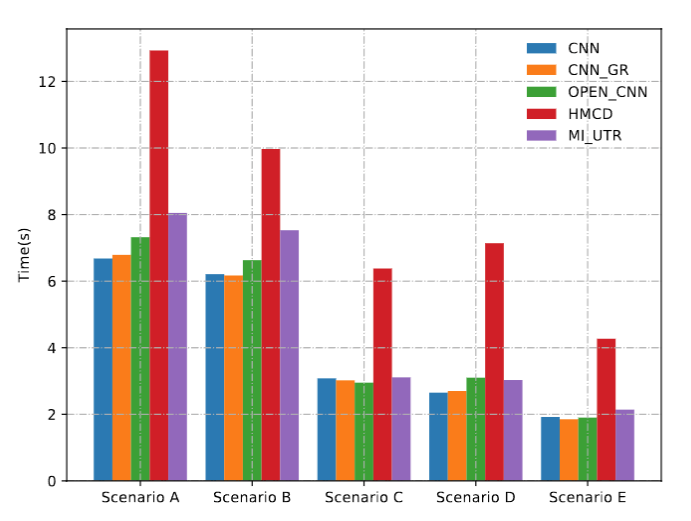 12
10
8
6
4
2
0
Time(s)
CNN
CNN_GR
OPEN_CNN
HMCD
MI_UTR
Scenario A Scenario B Scenario C Scenario D Scenario E